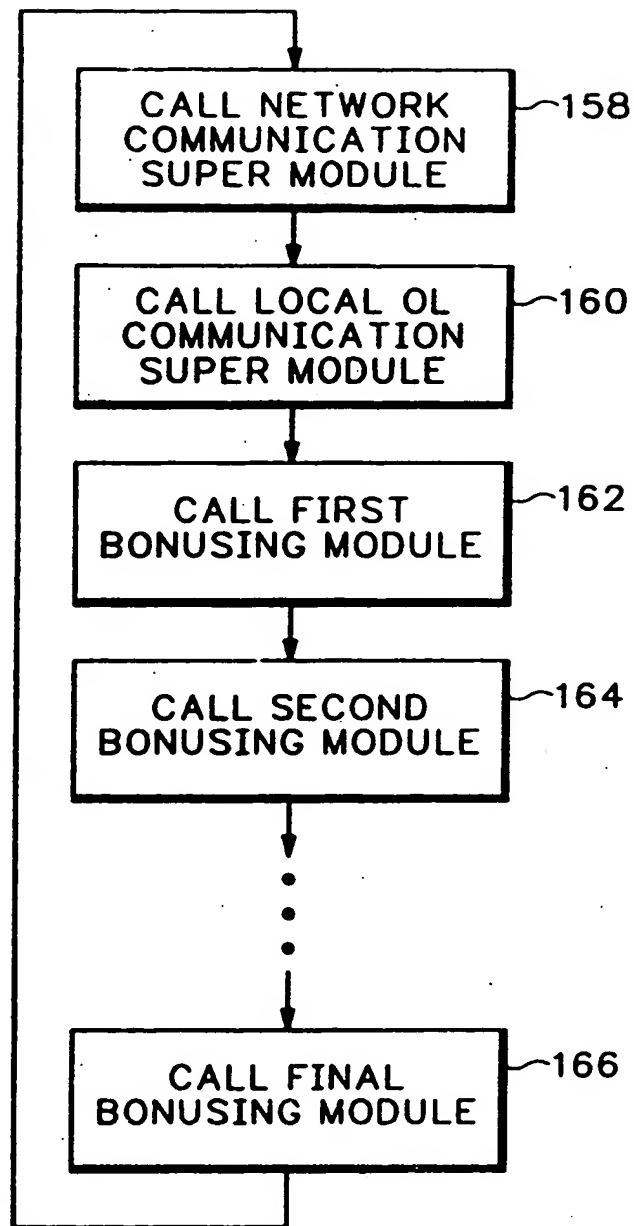 CALL NETWORK
COMMUNICATION
SUPER MODULE
158
CALL LOCAL OL
COMMUNICATION
SUPER MODULE
160
CALL FIRST
BONUSING MODULE
162
CALL SECOND
BONUSING MODULE
164
CALL FINAL
BONUSING MODULE
166